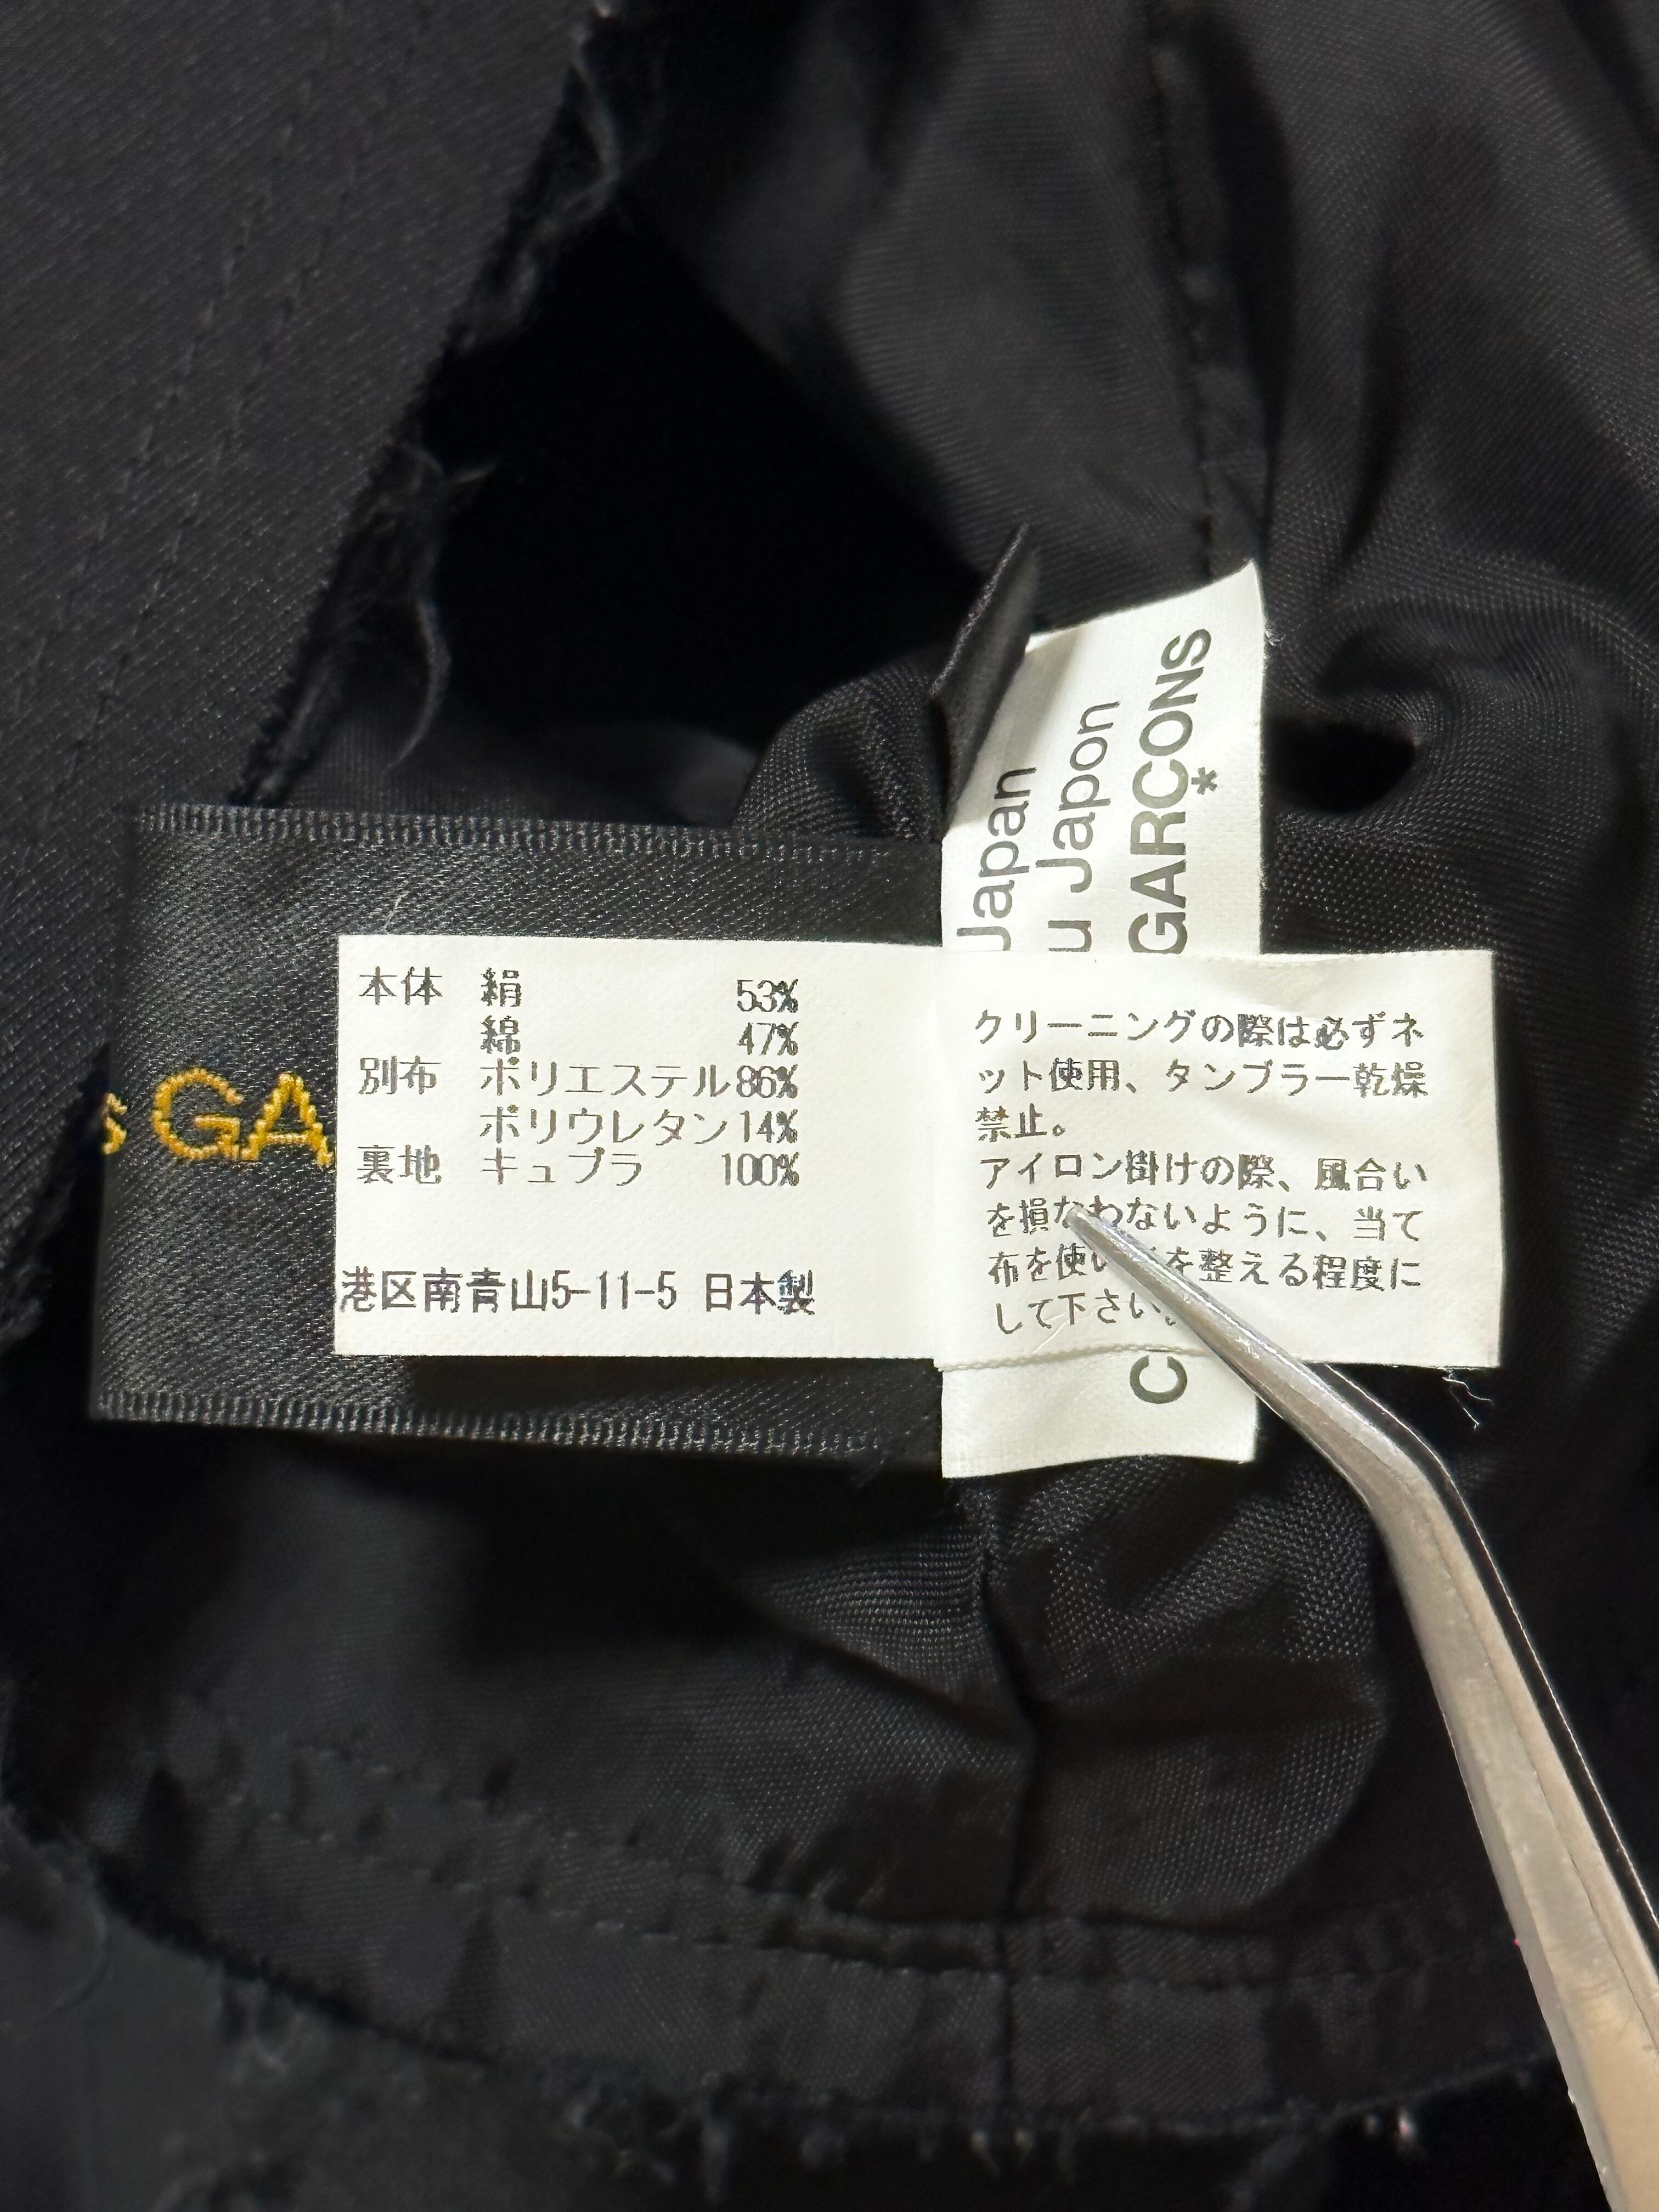 Japan
u Japon
GARCONS
*
s GA
本体 絹 53%
綿 47%
別布 ポリエステル86%
ポリウレタン14%
裏地 キュプラ 100%
港区南青山5-11-5 日本製
クリーニングの際は必ずネ
ット使用、タンブラー乾燥
禁止。
アイロン掛けの際、風合い
を損なわないように、当て
布を使い を整える程度に
して下さい。
C